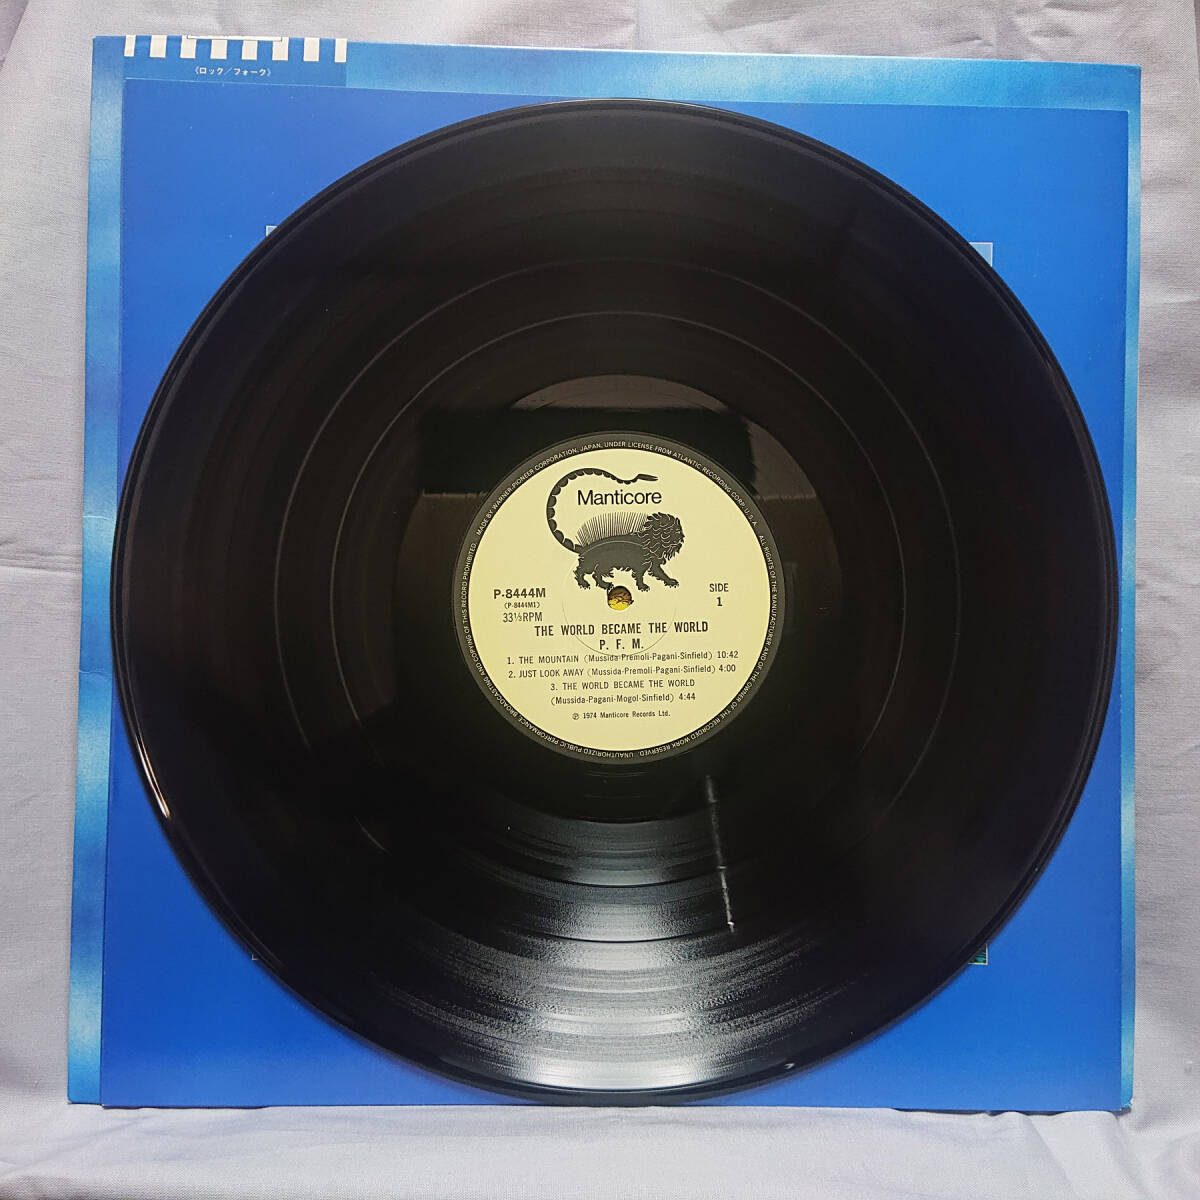 《ロック／フォーク》
MADE BY WARNER-PIONEER CORPORATION, JAPAN, UNDER LICENSE FROM ATLANTIC RECORDING CORP. U.S.A. ALL RIGHTS OF THE MANUFACTURER AND OF THE OWNER OF THE RECORDED WORK RESERVED. UNAUTHORIZED PUBLIC PERFORMANCE BROADCASTING AND COPYING OF THIS RECORD PROHIBITED
Manticore
P-8444M
(P-8444M1)
33⅓RPM
SIDE
1
THE WORLD BECAME THE WORLD
P. F. M.
1. THE MOUNTAIN (Mussida-Premoli-Pagani-Sinfield) 10:42
2. JUST LOOK AWAY (Mussida-Premoli-Pagani-Sinfield) 4:00
3. THE WORLD BECAME THE WORLD
(Mussida-Pagani-Mogol-Sinfield) 4:44
℗ 1974 Manticore Records Ltd.